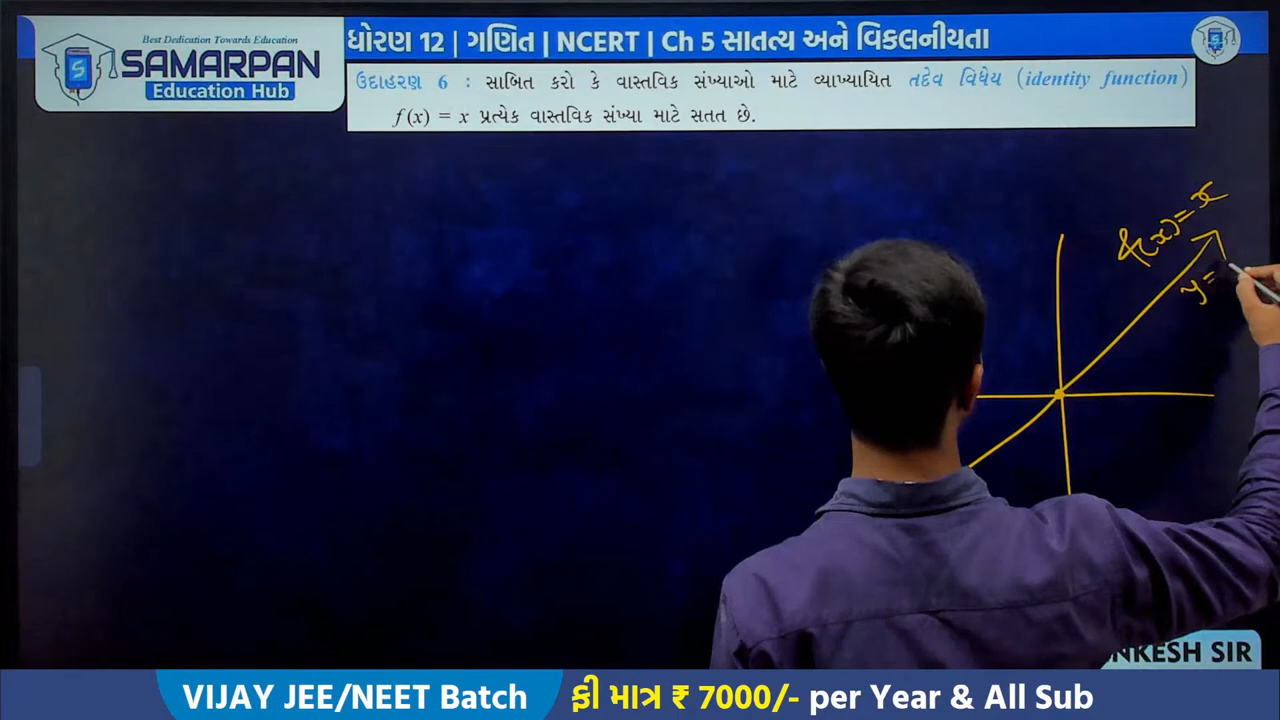 Best Dedication Towards Education
SAMARPAN
Education Hub
ધોરણ 12 | ગણિત | NCERT | Ch 5 સાતત્ય અને વિકલનીયતા
ઉદાહરણ 6 : સાબિત કરો કે વાસ્તવિક સંખ્યાઓ માટે વ્યાખ્યાયિત તદેવ વિધેય (identity function)
f(x) = x પ્રત્યેક વાસ્તવિક સંખ્યા માટે સતત છે.
f(x) = x
y =
NKESH SIR
VIJAY JEE/NEET Batch
ફી માત્ર ₹ 7000/- per Year & All Sub